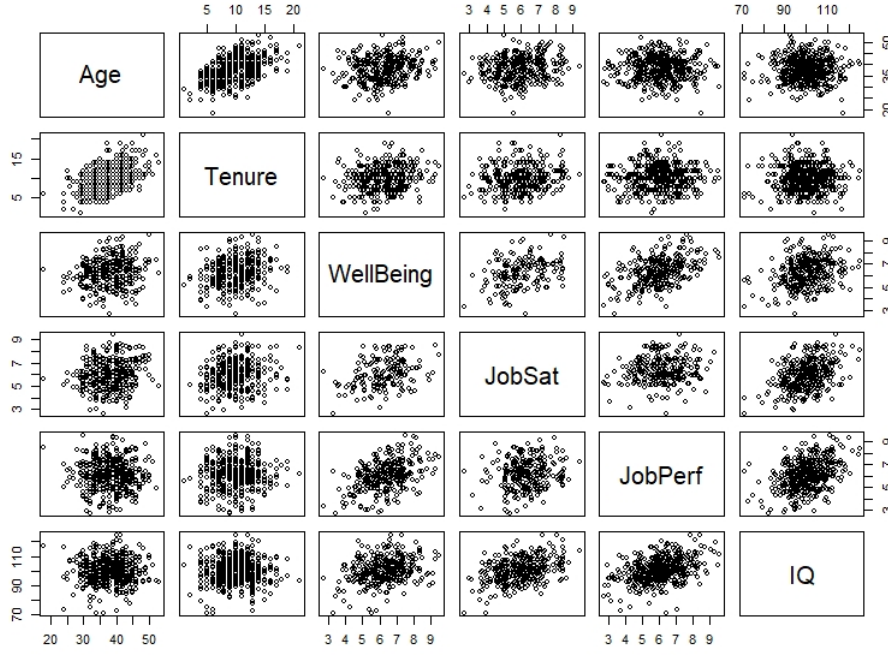 5 10 15 20
3 4 5 6 7 8 9
70 90 110
Age
20 35 50
5 15
Tenure
WellBeing
3 5 7 9
3 5 7 9
JobSat
JobPerf
3 5 7 9
70 90 110
IQ
20 30 40 50
3 4 5 6 7 8 9
3 4 5 6 7 8 9